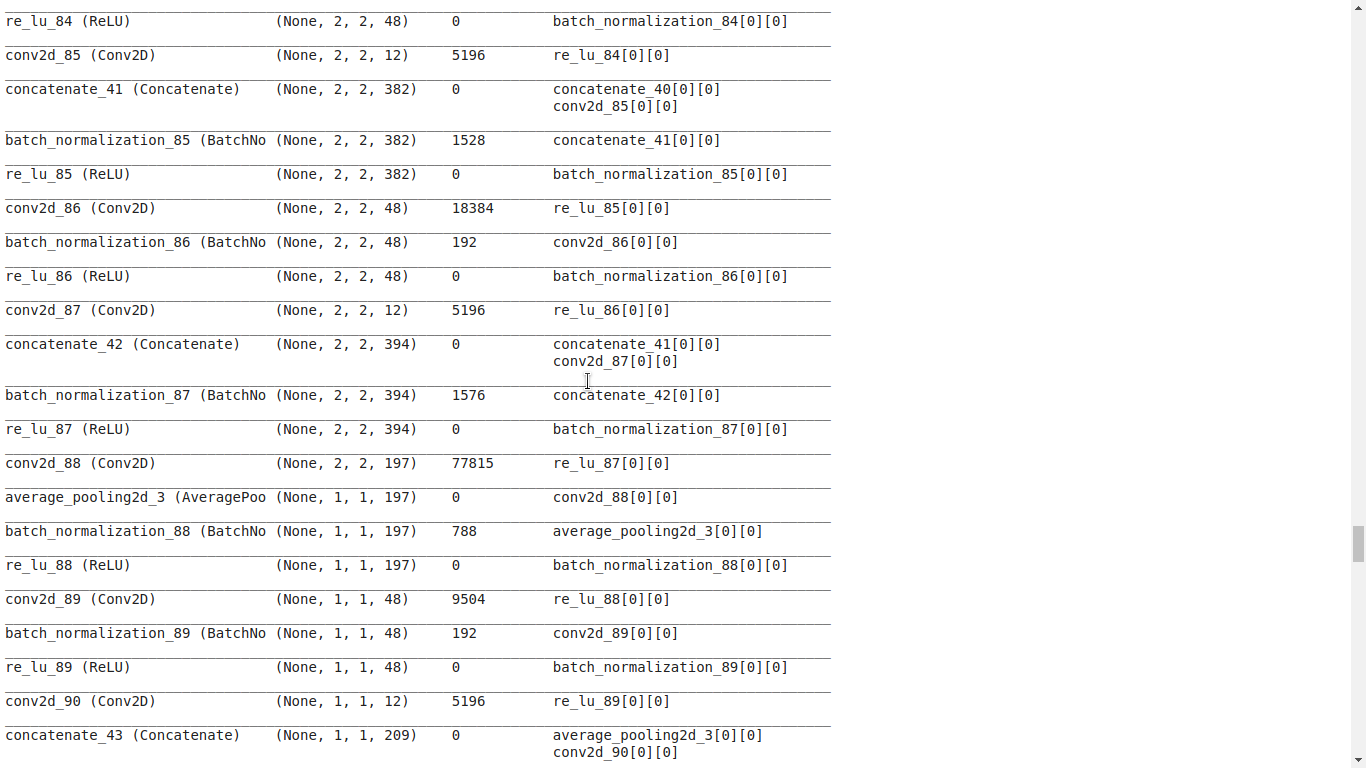 re_lu_84 (ReLU) (None, 2, 2, 48) 0 batch_normalization_84[0][0]
conv2d_85 (Conv2D) (None, 2, 2, 12) 5196 re_lu_84[0][0]
concatenate_41 (Concatenate) (None, 2, 2, 382) 0 concatenate_40[0][0]
conv2d_85[0][0]
batch_normalization_85 (BatchNo (None, 2, 2, 382) 1528 concatenate_41[0][0]
re_lu_85 (ReLU) (None, 2, 2, 382) 0 batch_normalization_85[0][0]
conv2d_86 (Conv2D) (None, 2, 2, 48) 18384 re_lu_85[0][0]
batch_normalization_86 (BatchNo (None, 2, 2, 48) 192 conv2d_86[0][0]
re_lu_86 (ReLU) (None, 2, 2, 48) 0 batch_normalization_86[0][0]
conv2d_87 (Conv2D) (None, 2, 2, 12) 5196 re_lu_86[0][0]
concatenate_42 (Concatenate) (None, 2, 2, 394) 0 concatenate_41[0][0]
conv2d_87[0][0]
batch_normalization_87 (BatchNo (None, 2, 2, 394) 1576 concatenate_42[0][0]
re_lu_87 (ReLU) (None, 2, 2, 394) 0 batch_normalization_87[0][0]
conv2d_88 (Conv2D) (None, 2, 2, 197) 77815 re_lu_87[0][0]
average_pooling2d_3 (AveragePoo (None, 1, 1, 197) 0 conv2d_88[0][0]
batch_normalization_88 (BatchNo (None, 1, 1, 197) 788 average_pooling2d_3[0][0]
re_lu_88 (ReLU) (None, 1, 1, 197) 0 batch_normalization_88[0][0]
conv2d_89 (Conv2D) (None, 1, 1, 48) 9504 re_lu_88[0][0]
batch_normalization_89 (BatchNo (None, 1, 1, 48) 192 conv2d_89[0][0]
re_lu_89 (ReLU) (None, 1, 1, 48) 0 batch_normalization_89[0][0]
conv2d_90 (Conv2D) (None, 1, 1, 12) 5196 re_lu_89[0][0]
concatenate_43 (Concatenate) (None, 1, 1, 209) 0 average_pooling2d_3[0][0]
conv2d_90[0][0]